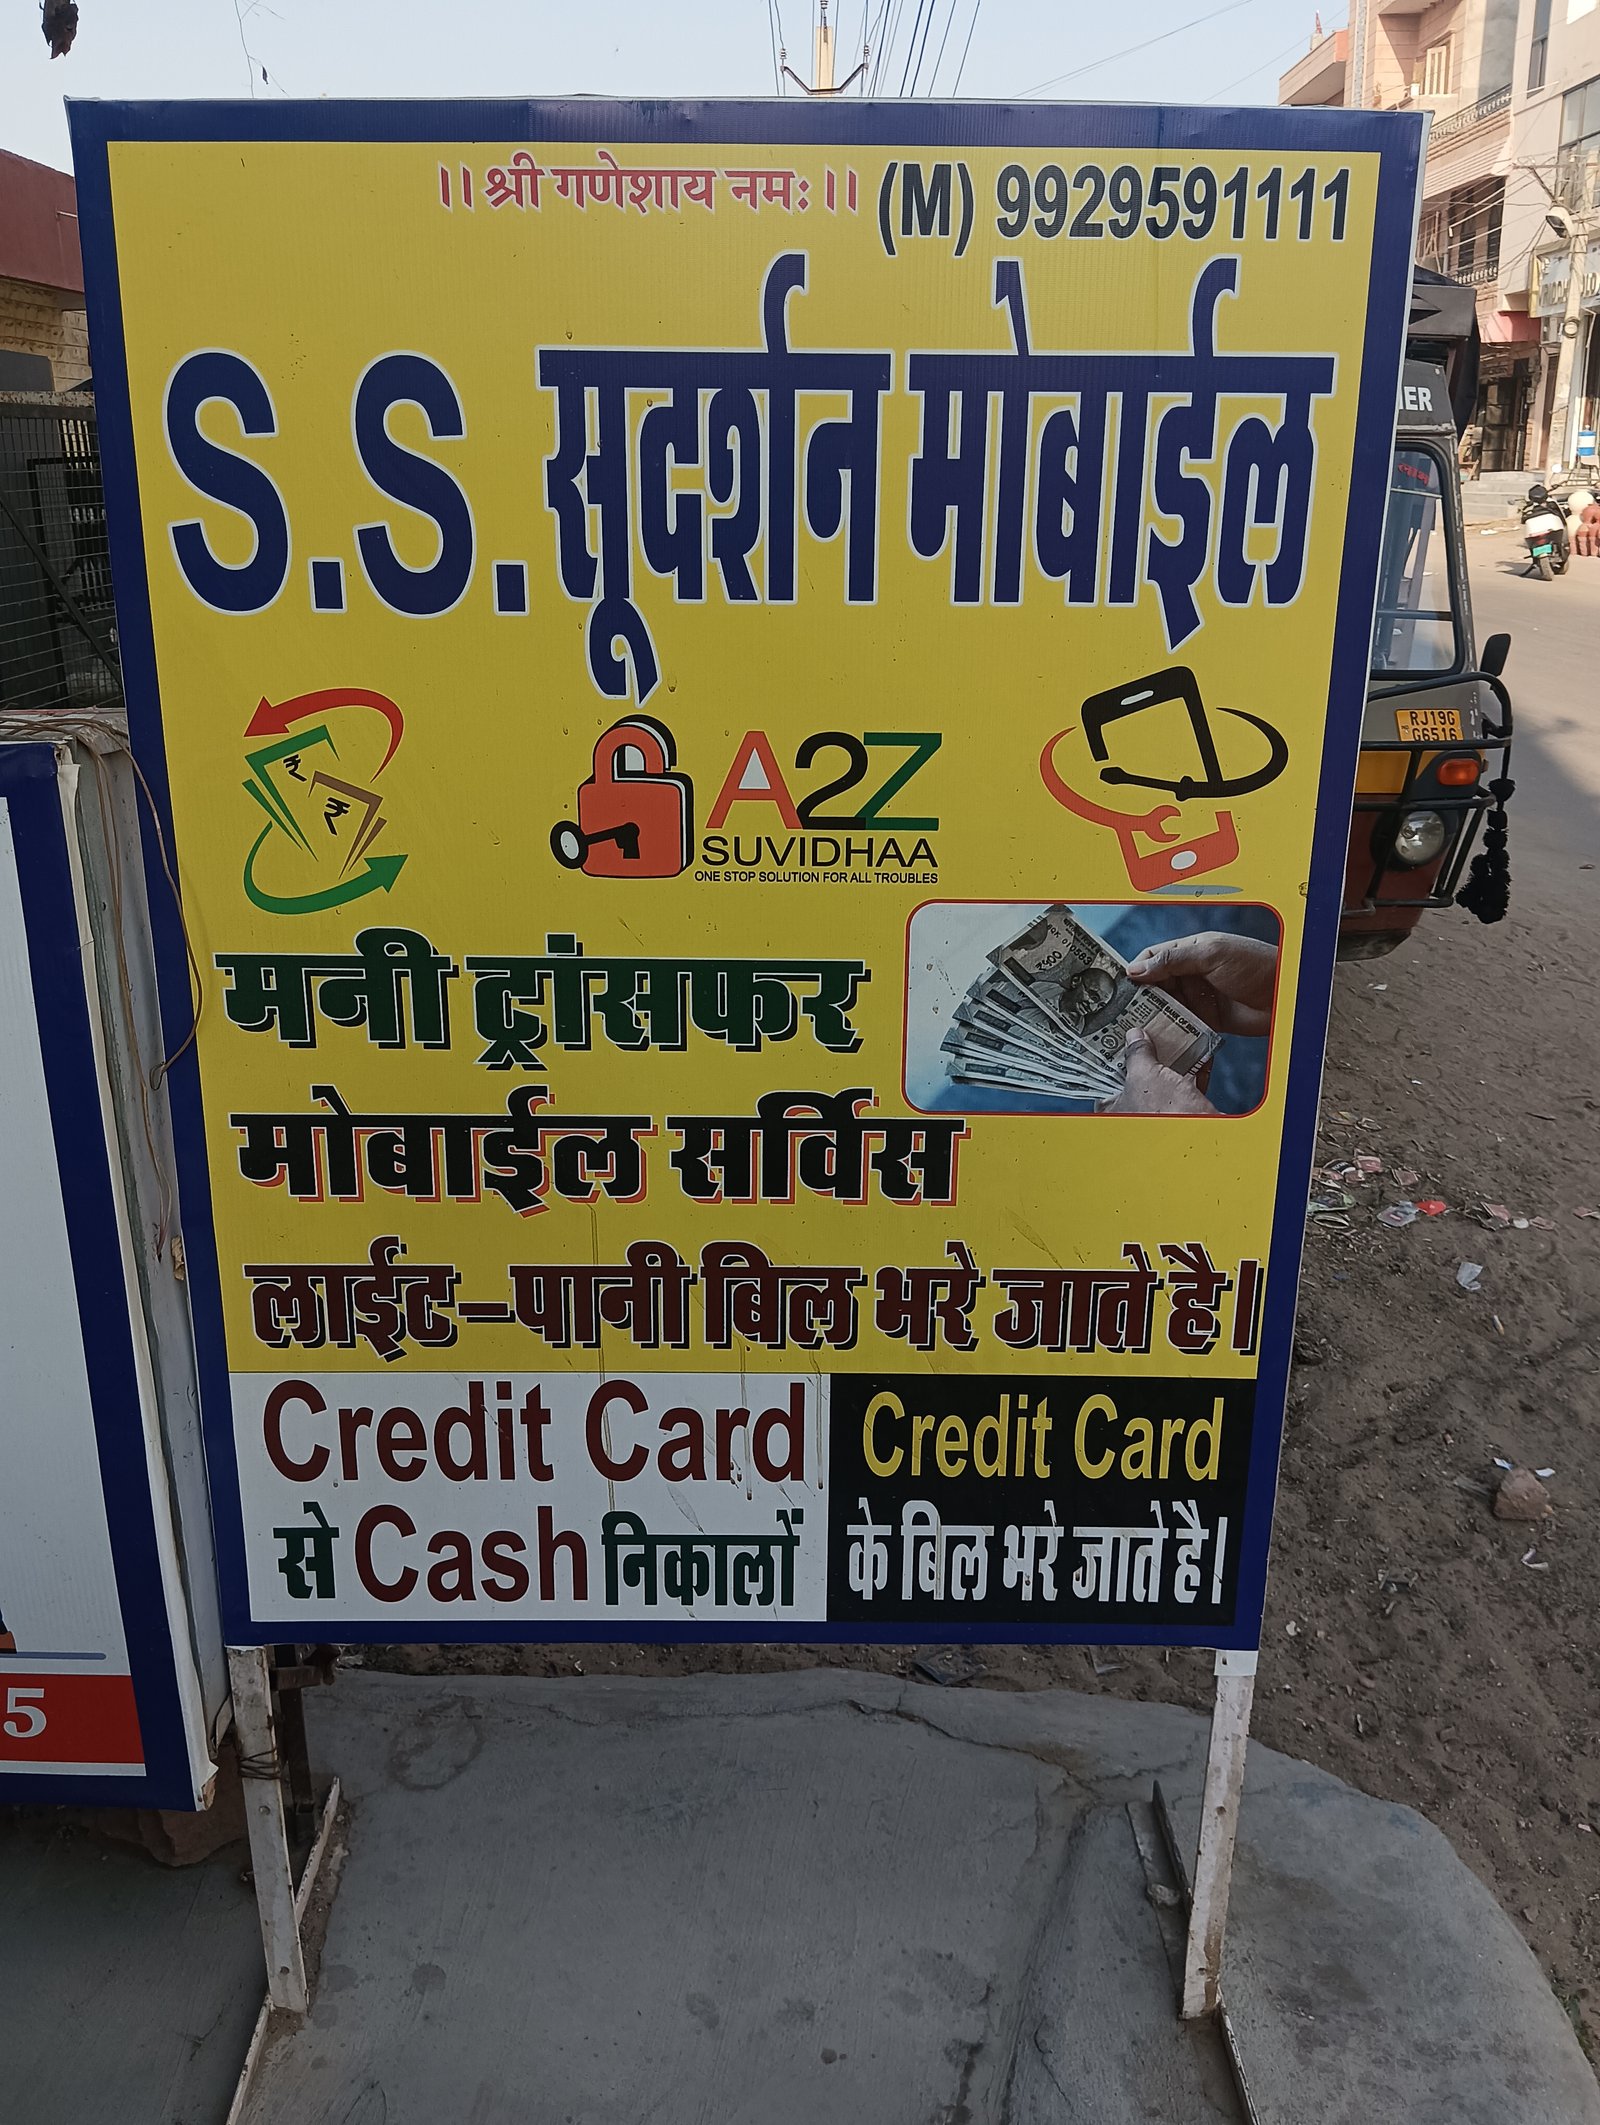 ।। श्री गणेशाय नमः ।। (M) 9929591111
S.S. सूदर्शन मोबाईल
A2Z
SUVIDHAA
ONE STOP SOLUTION FOR ALL TROUBLES
मनी ट्रांसफर
मोबाईल सर्विस
लाईट-पानी बिल भरे जाते है।
Credit Card
से Cash निकालों
Credit Card
के बिल भरे जाते है।
RJ19G
G6516
5